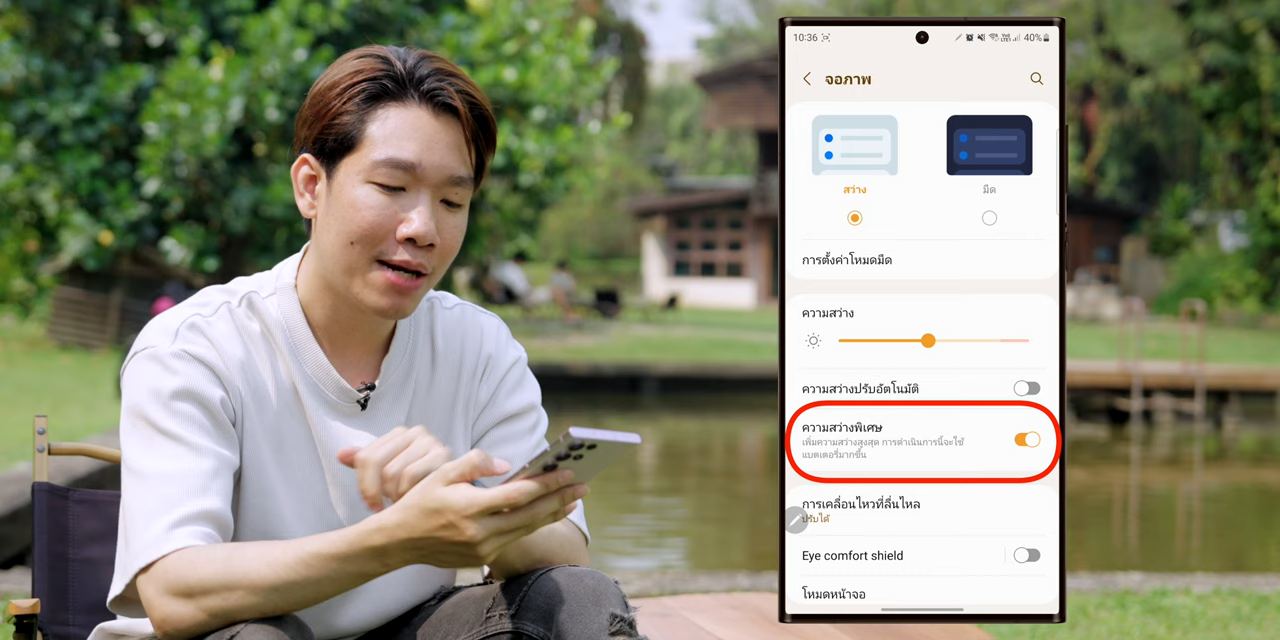 10:36
40%
จอภาพ
สว่าง
มืด
การตั้งค่าโหมดมืด
ความสว่าง
ความสว่างปรับอัตโนมัติ
ความสว่างพิเศษ
เพิ่มความสว่างสูงสุด การดำเนินการนี้จะใช้
แบตเตอรี่มากขึ้น
การเคลื่อนไหวที่ลื่นไหล
ปรับได้
Eye comfort shield
โหมดหน้าจอ